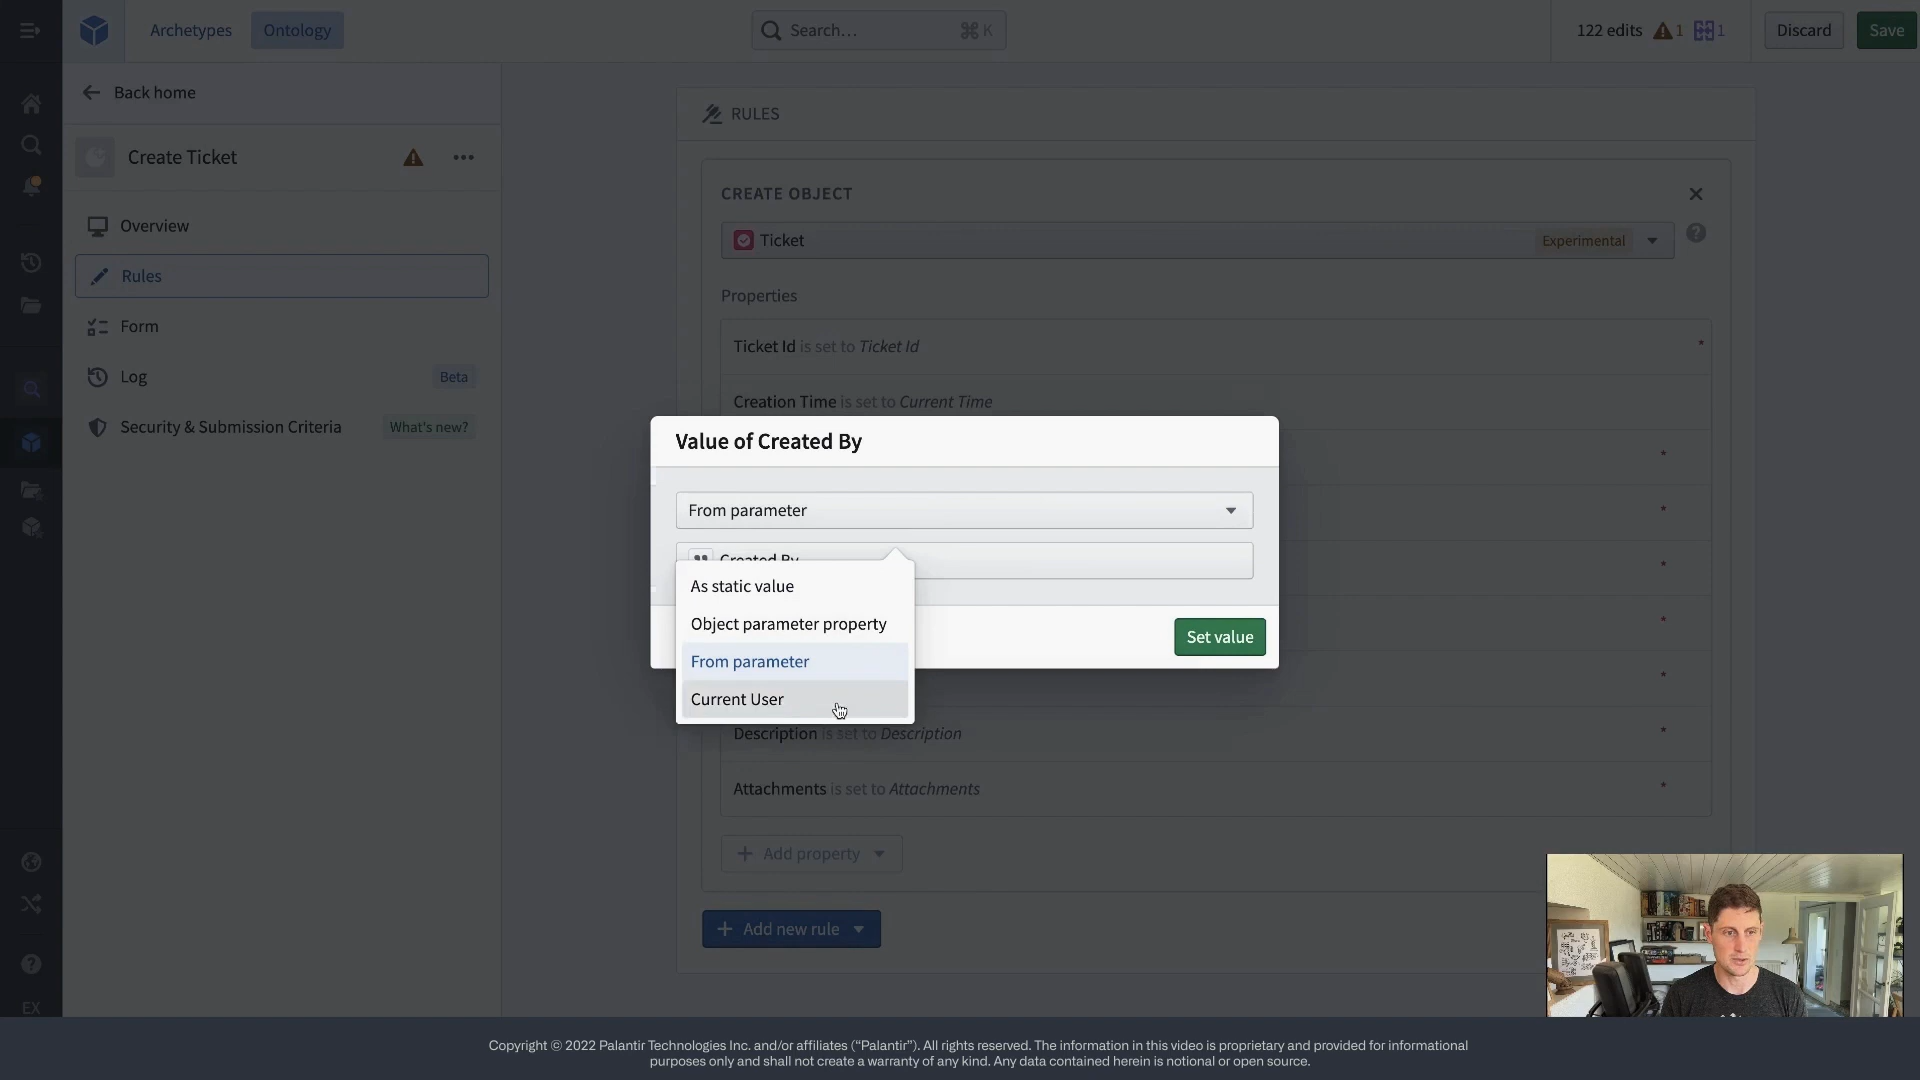 Archetypes
Ontology
Search…
⌘ K
122 edits
1
1
Discard
Save
Back home
Create Ticket
Overview
Rules
Form
Log
Beta
Security & Submission Criteria
What's new?
EX
RULES
CREATE OBJECT
Ticket
Experimental
Properties
Ticket Id is set to Ticket Id
*
Creation Time is set to Current Time
*
*
*
*
*
Description is set to Description
*
Attachments is set to Attachments
*
Add property
Add new rule
Value of Created By
From parameter
Created By
As static value
Object parameter property
From parameter
Current User
Set value
Copyright © 2022 Palantir Technologies Inc. and/or affiliates (“Palantir”). All rights reserved. The information in this video is proprietary and provided for informational
purposes only and shall not create a warranty of any kind. Any data contained herein is notional or open source.